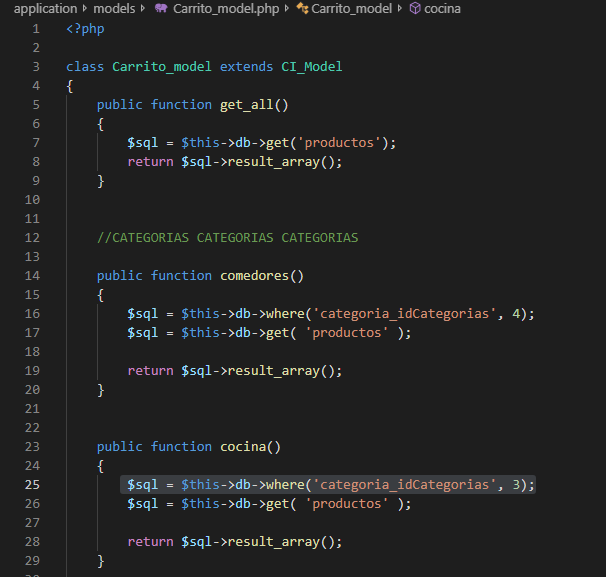 application > models > Carrito_model.php > Carrito_model > cocina
1 <?php
2
3 class Carrito_model extends CI_Model
4 {
5 public function get_all()
6 {
7 $sql = $this->db->get('productos');
8 return $sql->result_array();
9 }
10
11
12 //CATEGORIAS CATEGORIAS CATEGORIAS
13
14 public function comedores()
15 {
16 $sql = $this->db->where('categoria_idCategorias', 4);
17 $sql = $this->db->get( 'productos' );
18
19 return $sql->result_array();
20 }
21
22
23 public function cocina()
24 {
25 $sql = $this->db->where('categoria_idCategorias', 3);
26 $sql = $this->db->get( 'productos' );
27
28 return $sql->result_array();
29 }